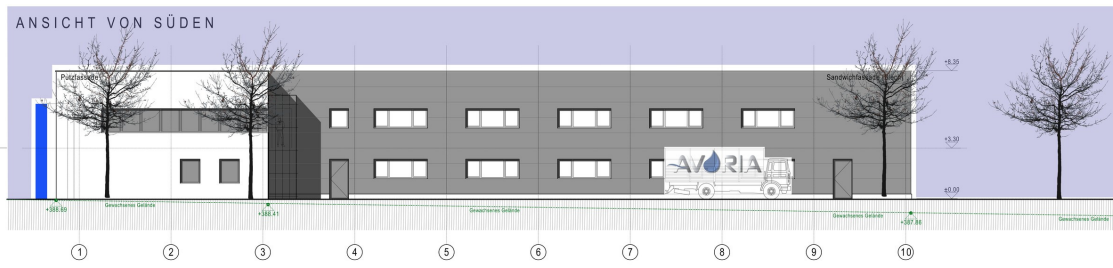 ANSICHT VON SÜDEN
Putzfassade
Sandwichfassade (Blech)
+8.35
+3.30
±0.00
AVORIA
+388.69
Gewachsenes Gelände
+388.41
Gewachsenes Gelände
Gewachsenes Gelände
+387.86
Gewachsenes Gelände
1 2 3 4 5 6 7 8 9 10